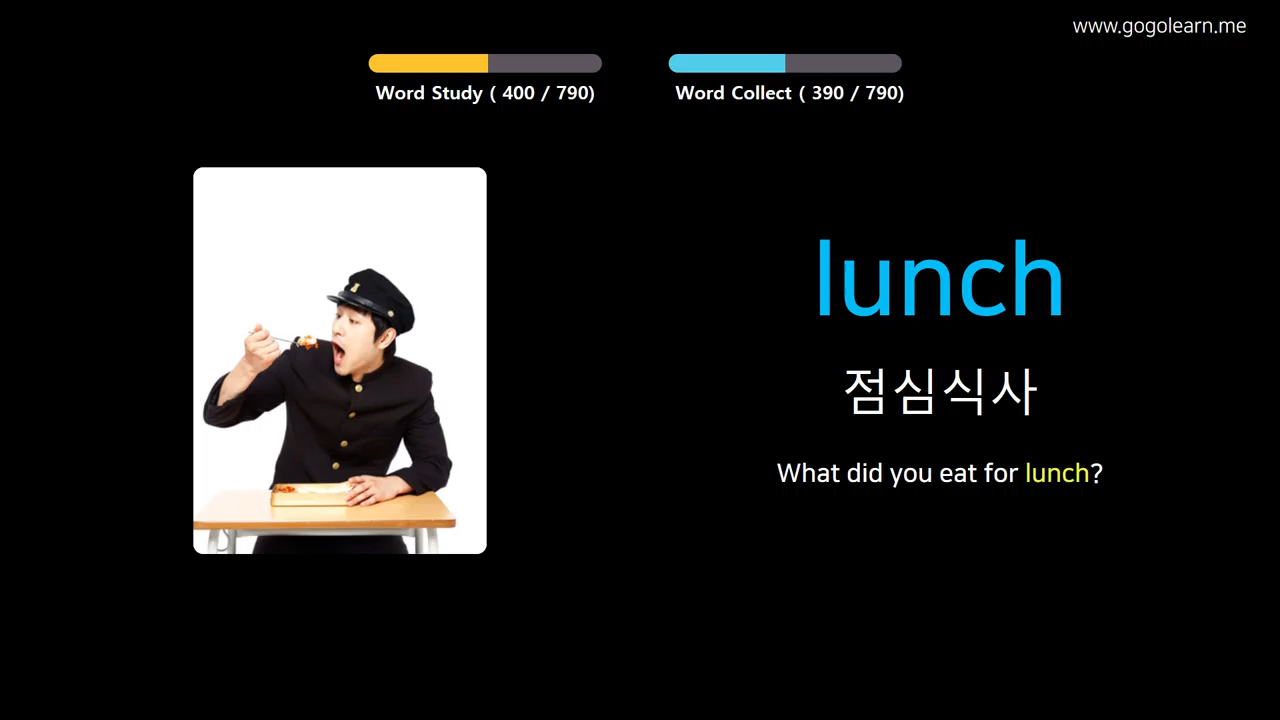 www.gogolearn.me
Word Study ( 400 / 790)
Word Collect ( 390 / 790)
lunch
점심식사
What did you eat for lunch?